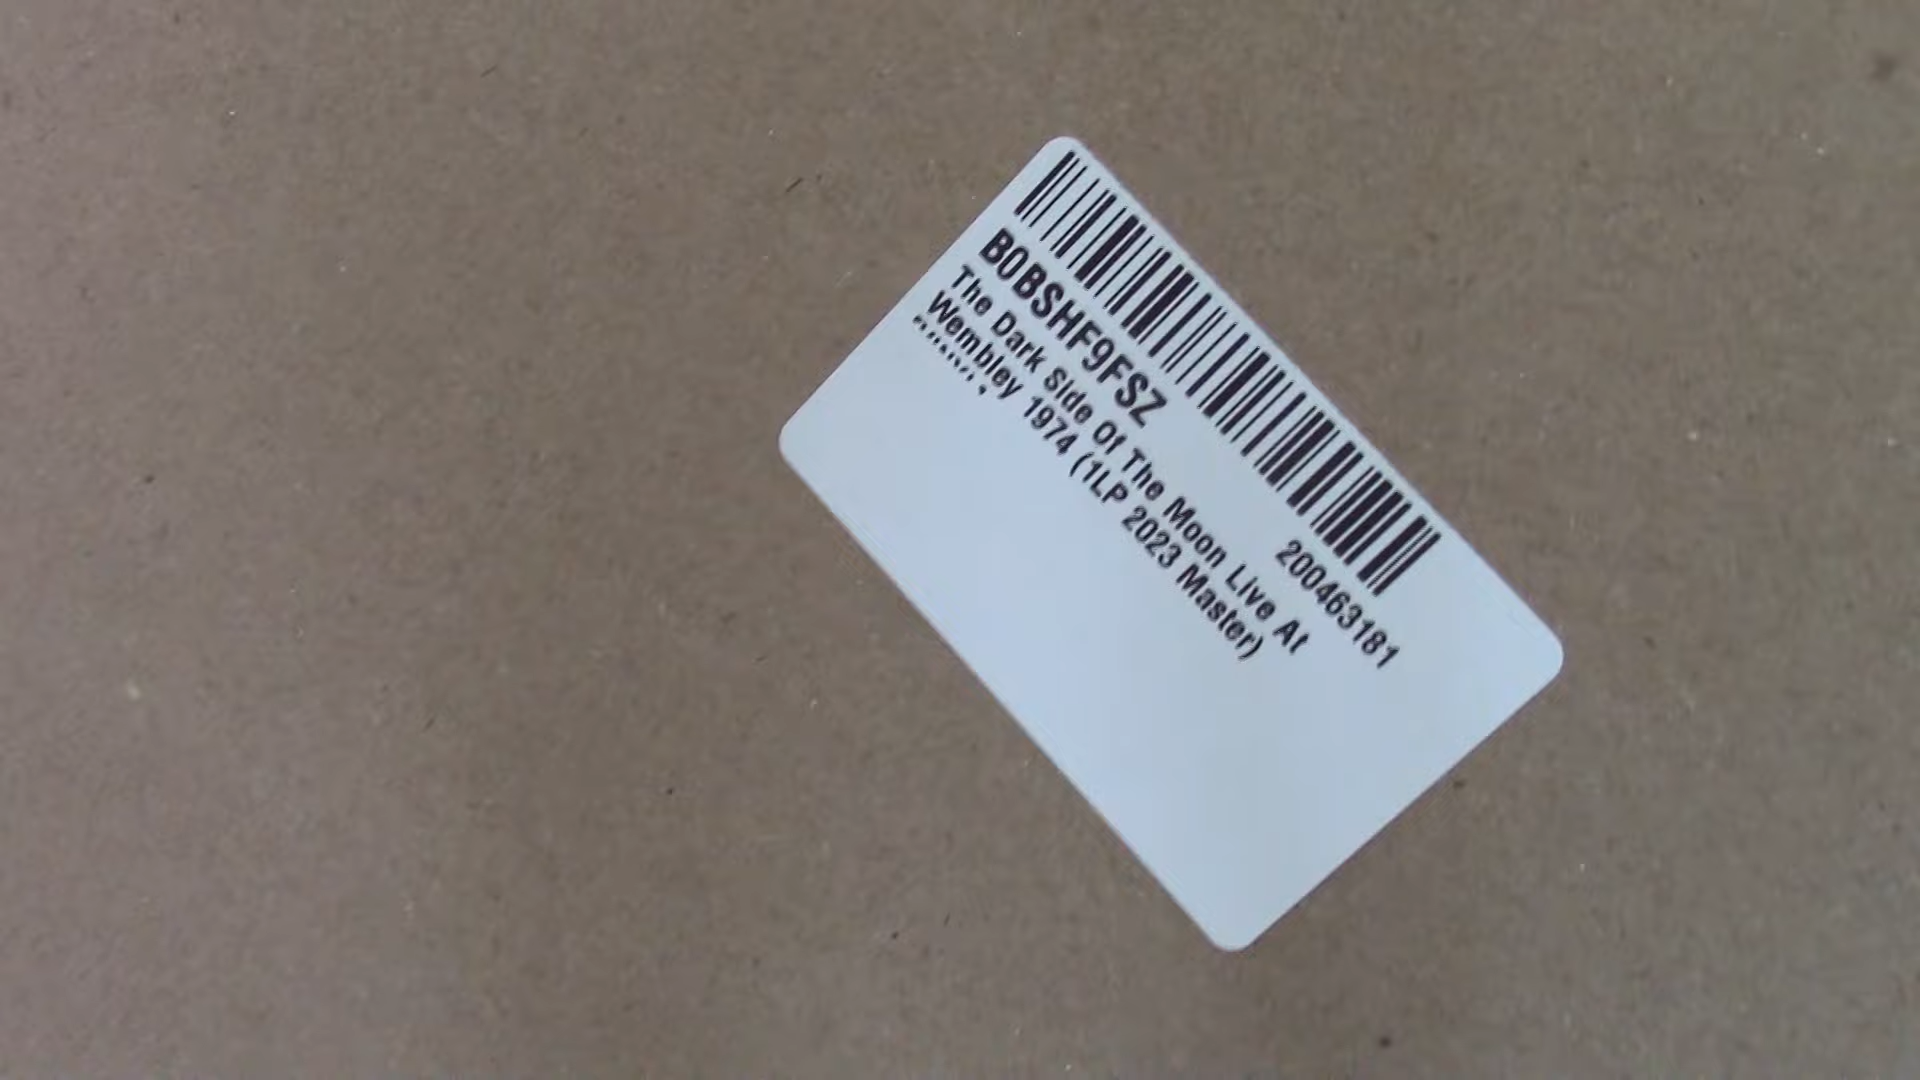 B0BSHF9FSZ
200463181
The Dark Side Of The Moon Live At
Wembley 1974 (1LP 2023 Master)